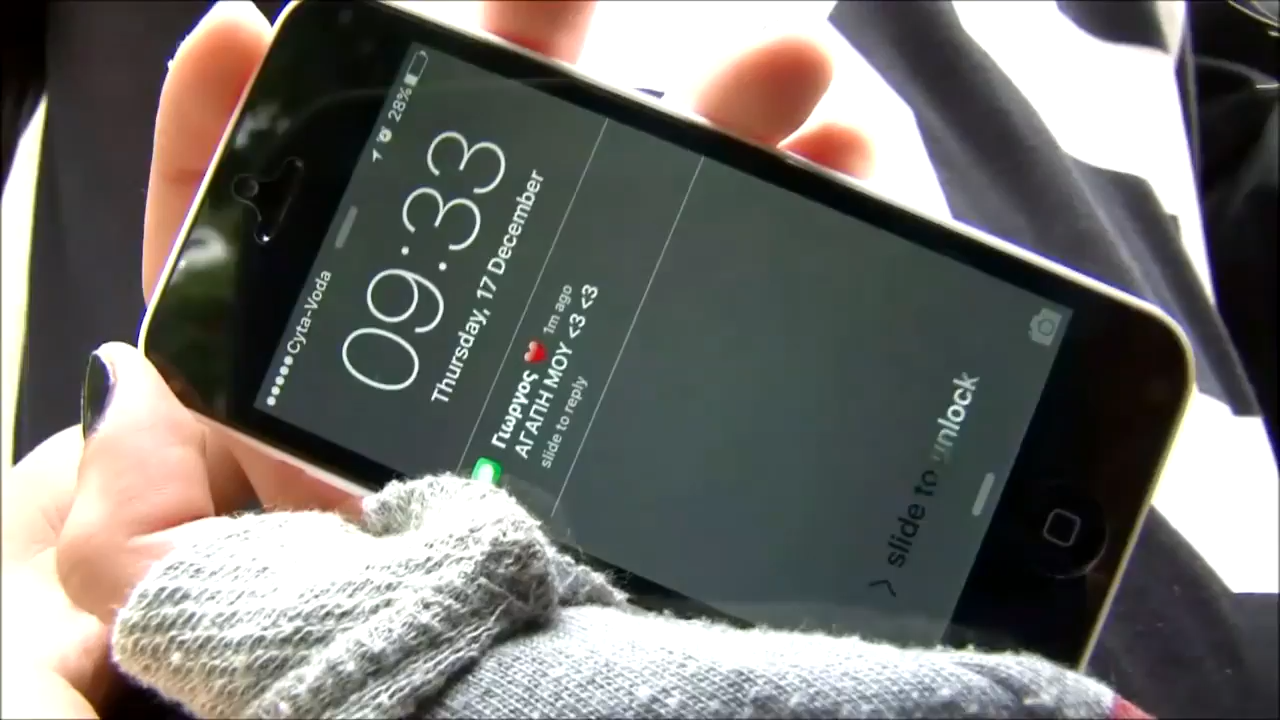 Cyta-Voda 28%
09:33
Thursday, 17 December
Γιωργος ❤ 1m ago
ΑΓΑΠΗ ΜΟΥ <3 <3
slide to reply
> slide to unlock